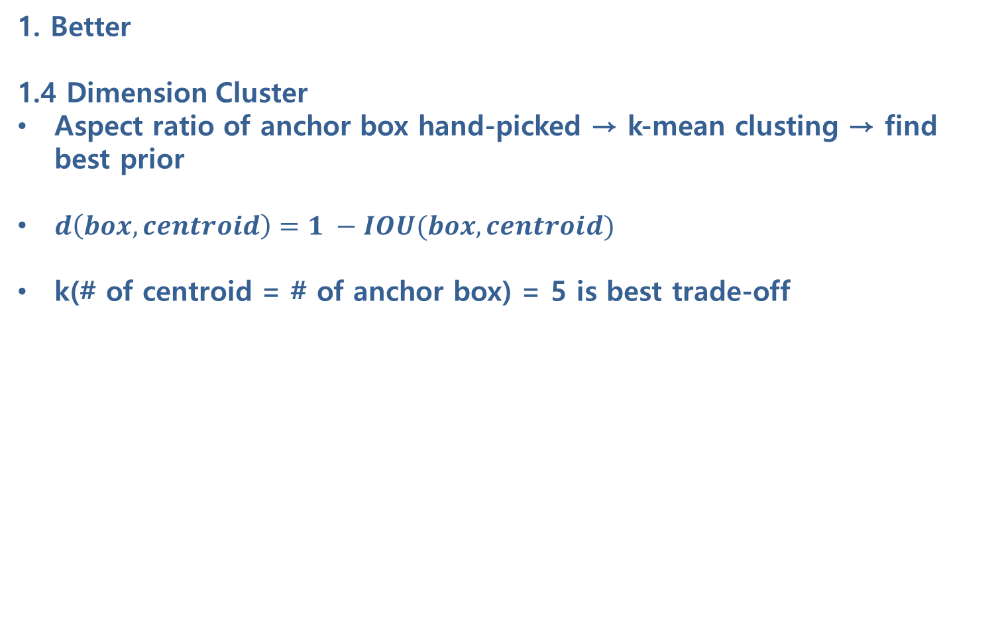 1. Better
1.4 Dimension Cluster
• Aspect ratio of anchor box hand-picked → k-mean clusting → find
best prior
• d(box, centroid) = 1 − IOU(box, centroid)
• k(# of centroid = # of anchor box) = 5 is best trade-off